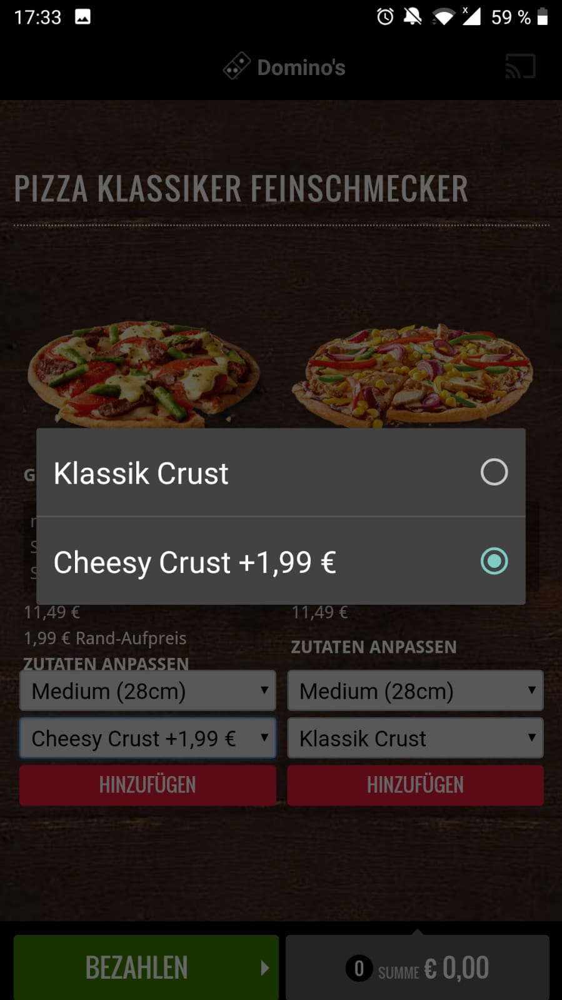 17:33
x
59 %
Domino's
PIZZA KLASSIKER FEINSCHMECKER
G
Klassik Crust
S
S
Cheesy Crust +1,99 €
11,49 €
11,49 €
1,99 € Rand-Aufpreis
ZUTATEN ANPASSEN
ZUTATEN ANPASSEN
Medium (28cm)
Medium (28cm)
Cheesy Crust +1,99 €
Klassik Crust
HINZUFÜGEN
HINZUFÜGEN
BEZAHLEN
0 SUMME € 0,00